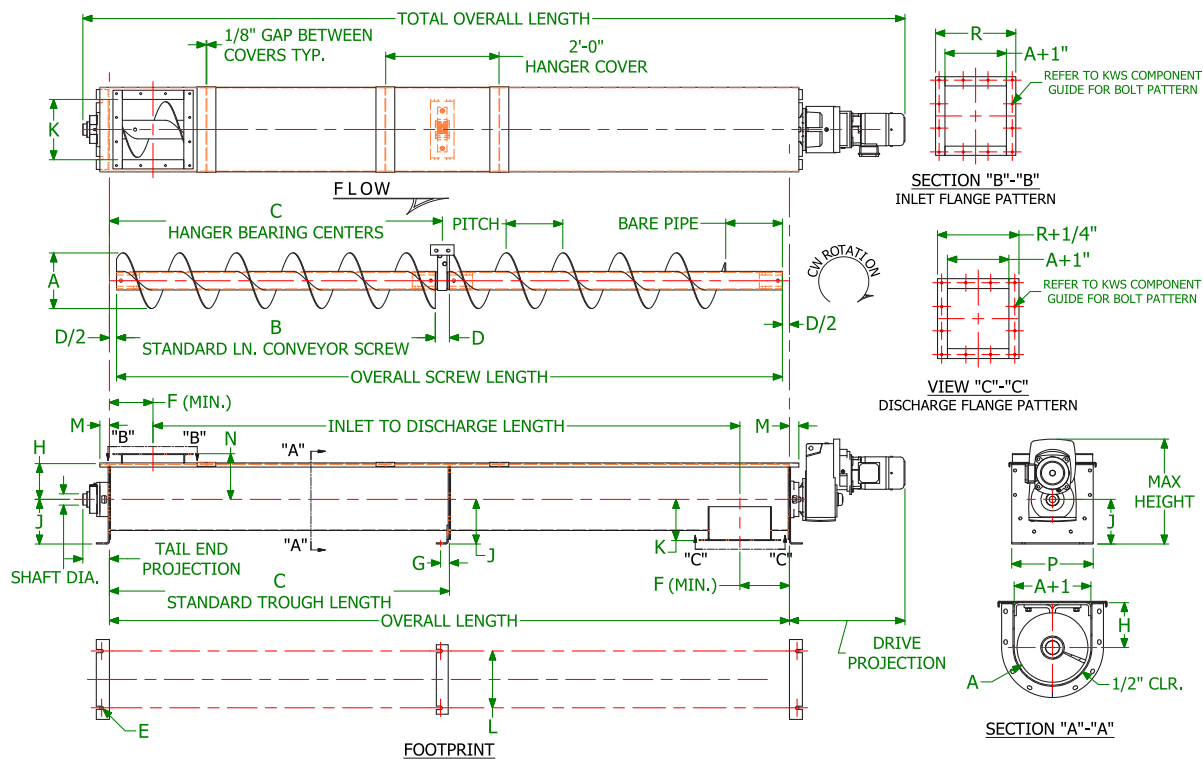 TOTAL OVERALL LENGTH
1/8" GAP BETWEEN
COVERS TYP.
2'-0"
HANGER COVER
K
R
A+1"
REFER TO KWS COMPONENT
GUIDE FOR BOLT PATTERN
SECTION "B"-"B"
INLET FLANGE PATTERN
FLOW
C
HANGER BEARING CENTERS
PITCH
BARE PIPE
A
CW ROTATION
D/2
B
STANDARD LN. CONVEYOR SCREW
D
D/2
OVERALL SCREW LENGTH
R+1/4"
A+1"
REFER TO KWS COMPONENT
GUIDE FOR BOLT PATTERN
VIEW "C"-"C"
DISCHARGE FLANGE PATTERN
F (MIN.)
M
INLET TO DISCHARGE LENGTH
M
"B"
"B"
N
"A"
H
J
SHAFT DIA.
TAIL END
PROJECTION
"A"
G
J
K
"C"
"C"
F (MIN.)
C
STANDARD TROUGH LENGTH
OVERALL LENGTH
DRIVE
PROJECTION
MAX
HEIGHT
J
P
A+1
H
A
1/2" CLR.
SECTION "A"-"A"
E
L
FOOTPRINT